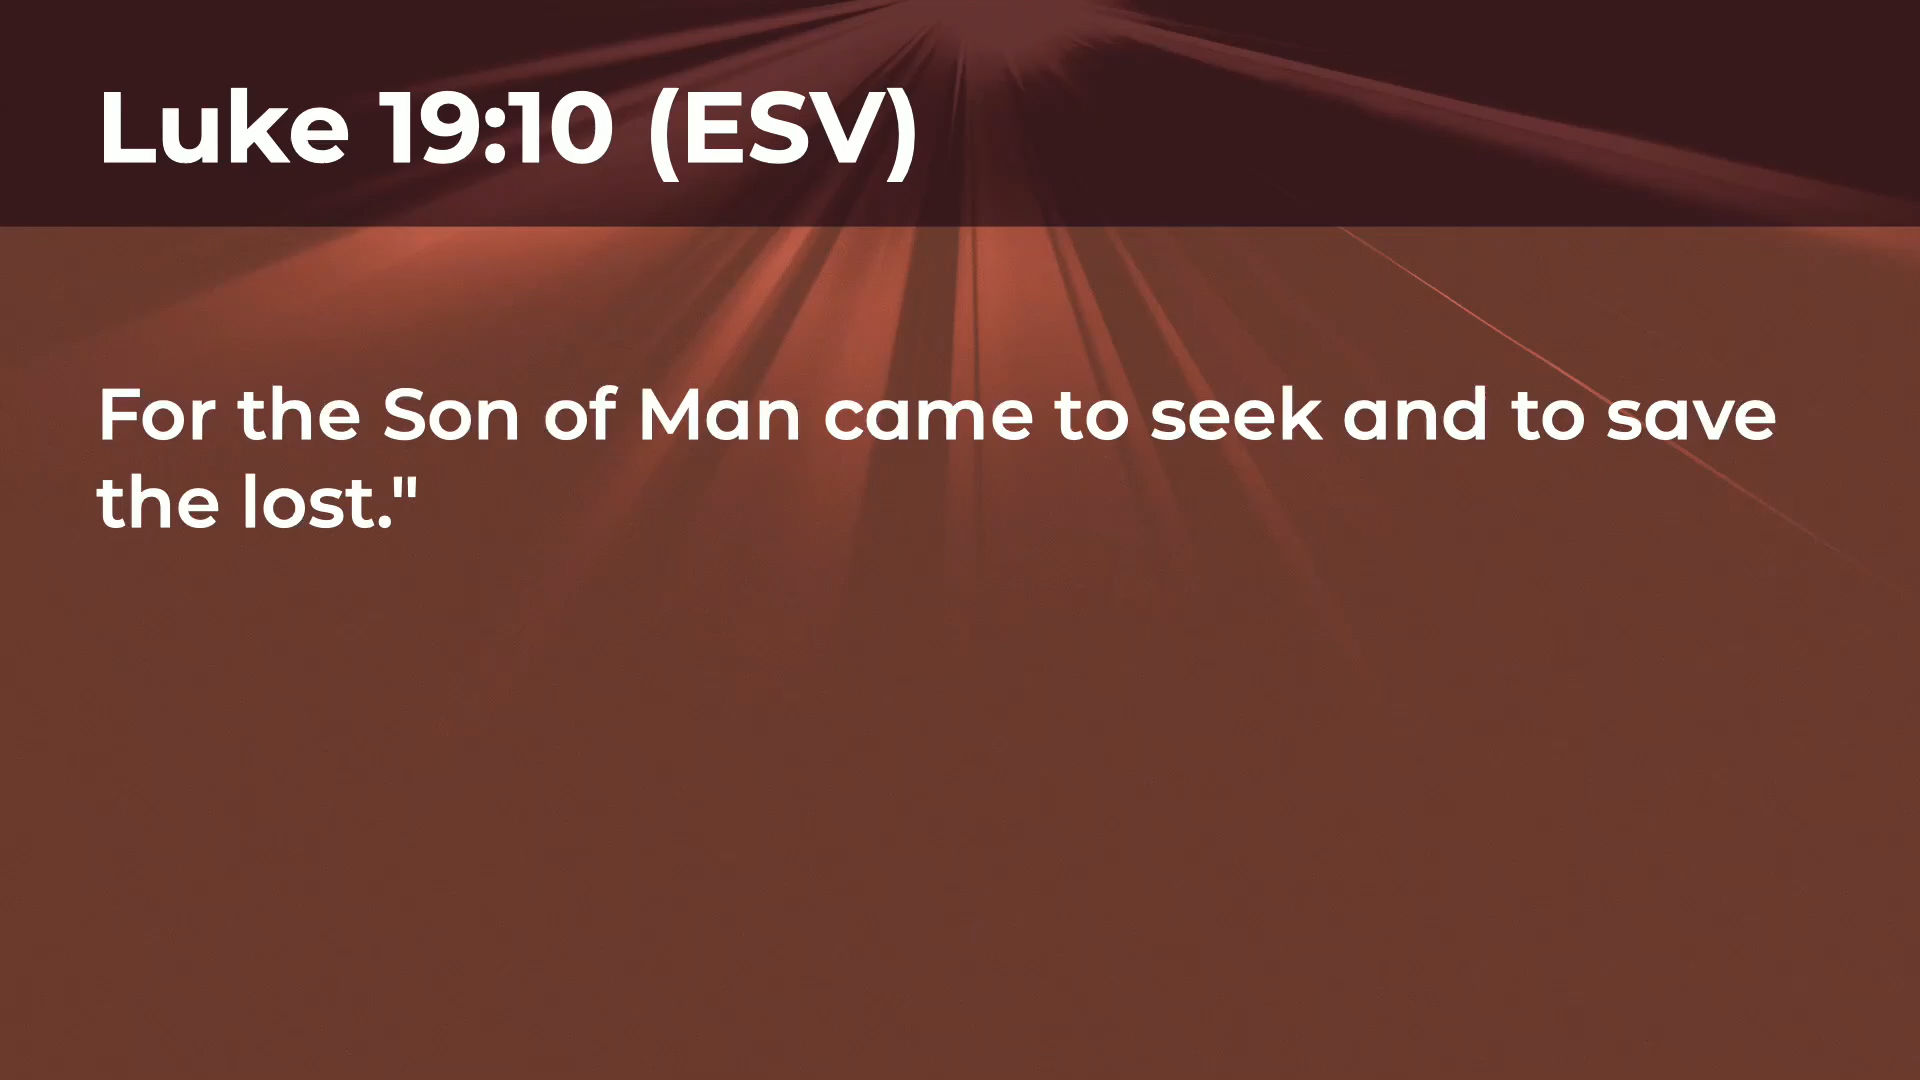 Luke 19:10 (ESV)
For the Son of Man came to seek and to save
the lost."